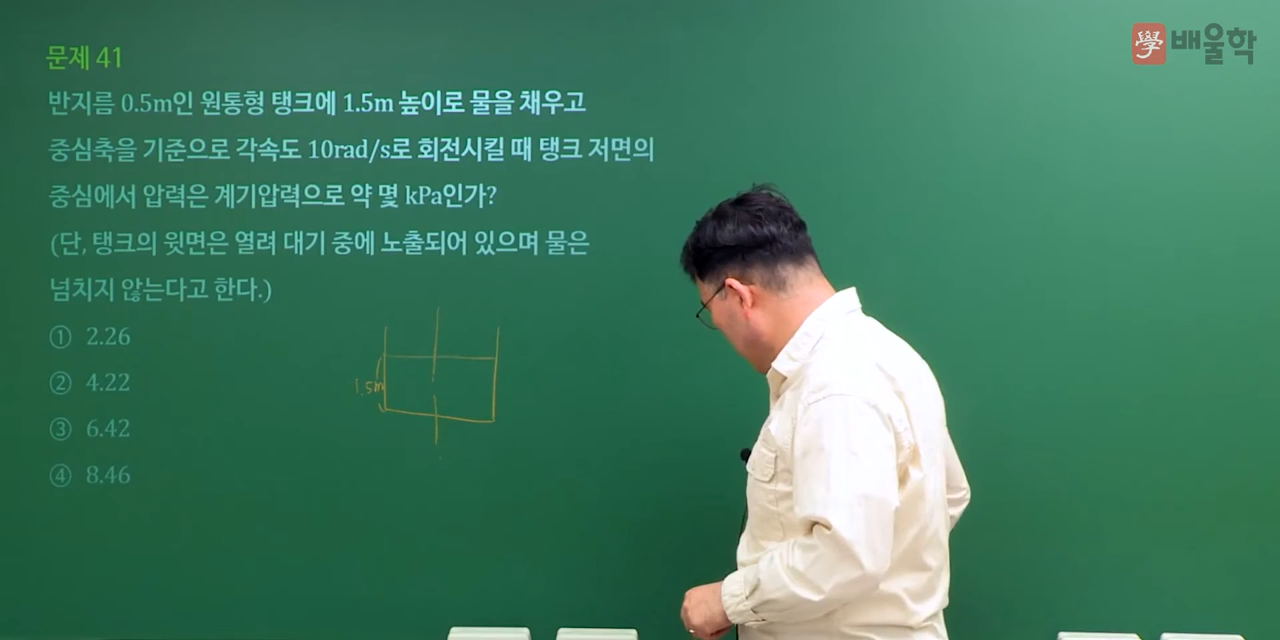 學 배울학
문제 41
반지름 0.5m인 원통형 탱크에 1.5m 높이로 물을 채우고
중심축을 기준으로 각속도 10rad/s로 회전시킬 때 탱크 저면의
중심에서 압력은 계기압력으로 약 몇 kPa인가?
(단, 탱크의 윗면은 열려 대기 중에 노출되어 있으며 물은
넘치지 않는다고 한다.)
① 2.26
② 4.22
③ 6.42
④ 8.46
1.5m